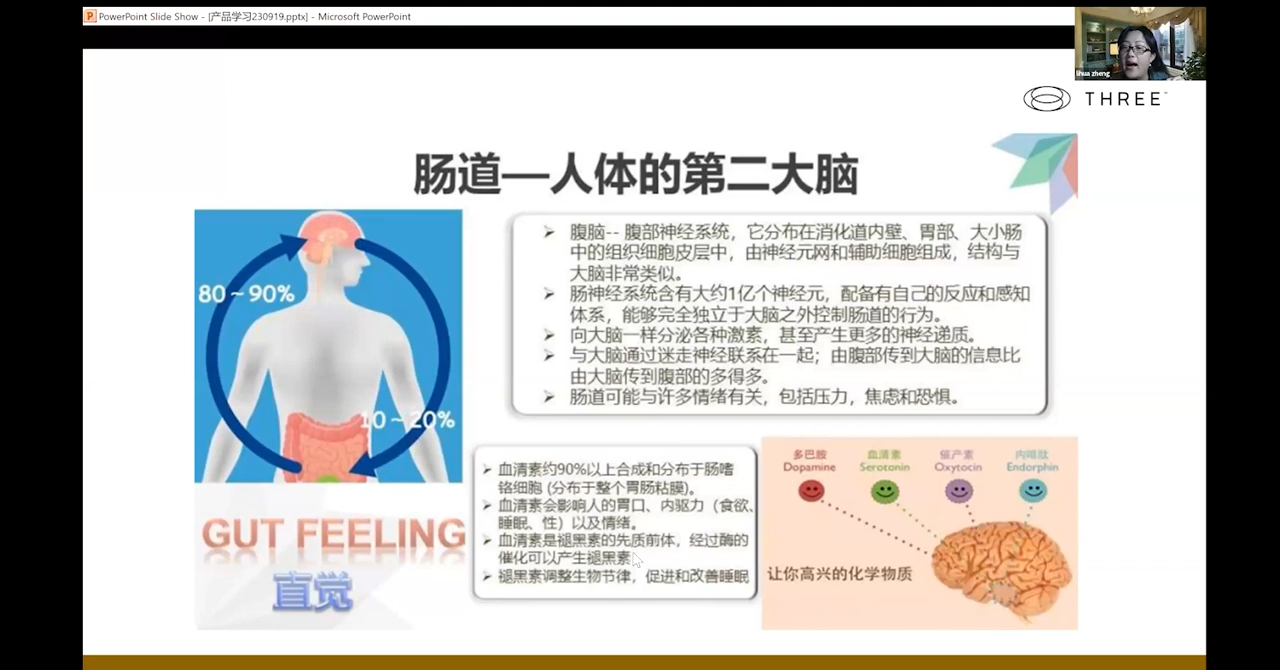 PowerPoint Slide Show - [产品学习230919.pptx] - Microsoft PowerPoint
lihua zheng
THREE
肠道—人体的第二大脑
80~90%
10~20%
GUT FEELING
直觉
➢ 腹脑-- 腹部神经系统，它分布在消化道内壁、胃部、大小肠
中的组织细胞皮层中，由神经元网和辅助细胞组成，结构与
大脑非常类似。
➢ 肠神经系统含有大约1亿个神经元，配备有自己的反应和感知
体系，能够完全独立于大脑之外控制肠道的行为。
➢ 向大脑一样分泌各种激素，甚至产生更多的神经递质。
➢ 与大脑通过迷走神经联系在一起；由腹部传到大脑的信息比
由大脑传到腹部的多得多。
➢ 肠道可能与许多情绪有关，包括压力，焦虑和恐惧。
➢ 血清素约90%以上合成和分布于肠嗜
铬细胞 (分布于整个胃肠粘膜)。
➢ 血清素会影响人的胃口、内驱力（食欲、
睡眠、性）以及情绪。
➢ 血清素是褪黑素的先质前体，经过酶的
催化可以产生褪黑素
➢ 褪黑素调整生物节律，促进和改善睡眠
多巴胺 血清素 催产素 内啡肽
Dopamine Serotonin Oxytocin Endorphin
让你高兴的化学物质